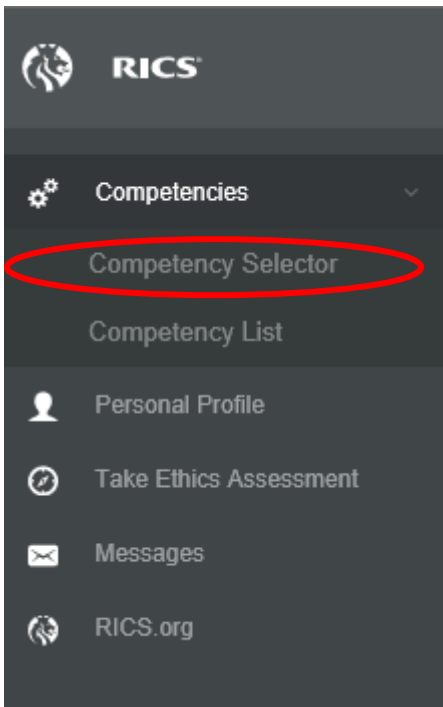 RICS
Competencies
Competency Selector
Competency List
Personal Profile
Take Ethics Assessment
Messages
RICS.org